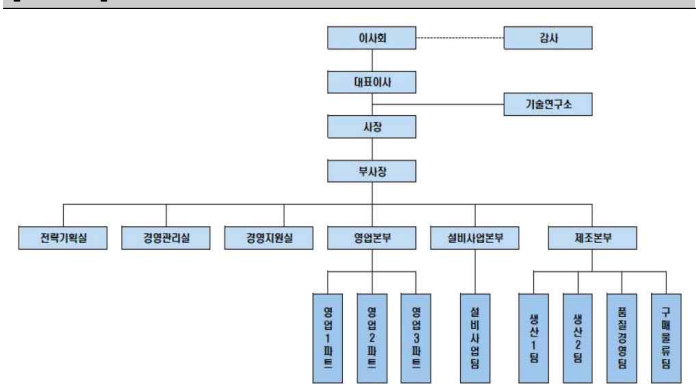 이사회
감사
대표이사
기술연구소
사장
부사장
전략기획실
경영관리실
경영지원실
영업본부
설비사업본부
제조본부
영업1파트
영업2파트
영업3파트
설비사업팀
생산1팀
생산2팀
품질경영팀
구매물류팀